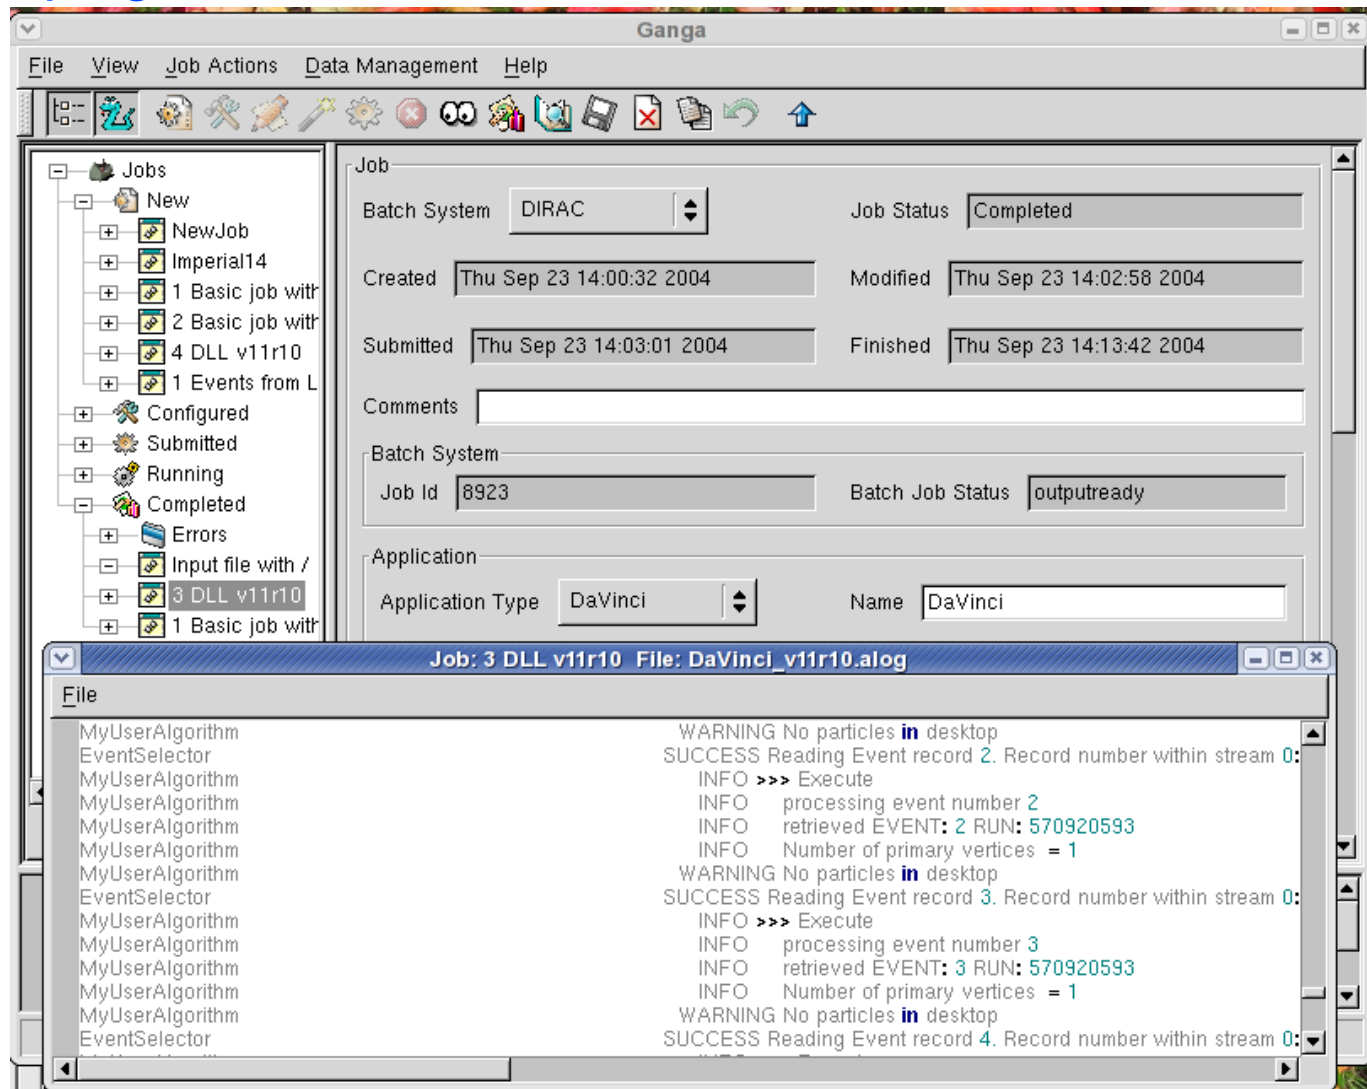 Ganga
File View Job Actions Data Management Help
Jobs
New
NewJob
Imperial14
1 Basic job with
2 Basic job with
4 DLL v11r10
1 Events from L
Configured
Submitted
Running
Completed
Errors
Input file with /
3 DLL v11r10
1 Basic job with
Job
Batch System DIRAC Job Status Completed
Created Thu Sep 23 14:00:32 2004 Modified Thu Sep 23 14:02:58 2004
Submitted Thu Sep 23 14:03:01 2004 Finished Thu Sep 23 14:13:42 2004
Comments
Batch System
Job Id 8923 Batch Job Status outputready
Application
Application Type DaVinci Name DaVinci
Job: 3 DLL v11r10 File: DaVinci_v11r10.alog
File
MyUserAlgorithm WARNING No particles in desktop
EventSelector SUCCESS Reading Event record 2. Record number within stream 0:
MyUserAlgorithm INFO >>> Execute
MyUserAlgorithm INFO processing event number 2
MyUserAlgorithm INFO retrieved EVENT: 2 RUN: 570920593
MyUserAlgorithm INFO Number of primary vertices = 1
MyUserAlgorithm WARNING No particles in desktop
EventSelector SUCCESS Reading Event record 3. Record number within stream 0:
MyUserAlgorithm INFO >>> Execute
MyUserAlgorithm INFO processing event number 3
MyUserAlgorithm INFO retrieved EVENT: 3 RUN: 570920593
MyUserAlgorithm INFO Number of primary vertices = 1
MyUserAlgorithm WARNING No particles in desktop
EventSelector SUCCESS Reading Event record 4. Record number within stream 0: